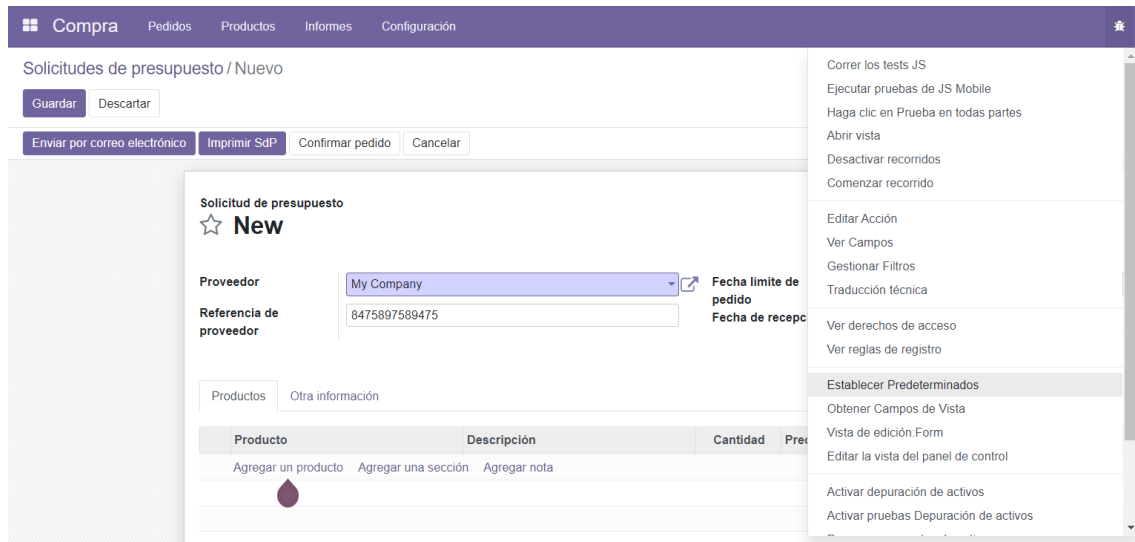 Compra Pedidos Productos Informes Configuración
Solicitudes de presupuesto / Nuevo
Guardar Descartar
Enviar por correo electrónico Imprimir SdP Confirmar pedido Cancelar
Solicitud de presupuesto
New
Proveedor My Company
Referencia de
proveedor
8475897589475
Fecha límite de
pedido
Fecha de recepc
Productos Otra información
Producto Descripción Cantidad Prec
Agregar un producto Agregar una sección Agregar nota
Correr los tests JS
Ejecutar pruebas de JS Mobile
Haga clic en Prueba en todas partes
Abrir vista
Desactivar recorridos
Comenzar recorrido
Editar Acción
Ver Campos
Gestionar Filtros
Traducción técnica
Ver derechos de acceso
Ver reglas de registro
Establecer Predeterminados
Obtener Campos de Vista
Vista de edición:Form
Editar la vista del panel de control
Activar depuración de activos
Activar pruebas Depuración de activos